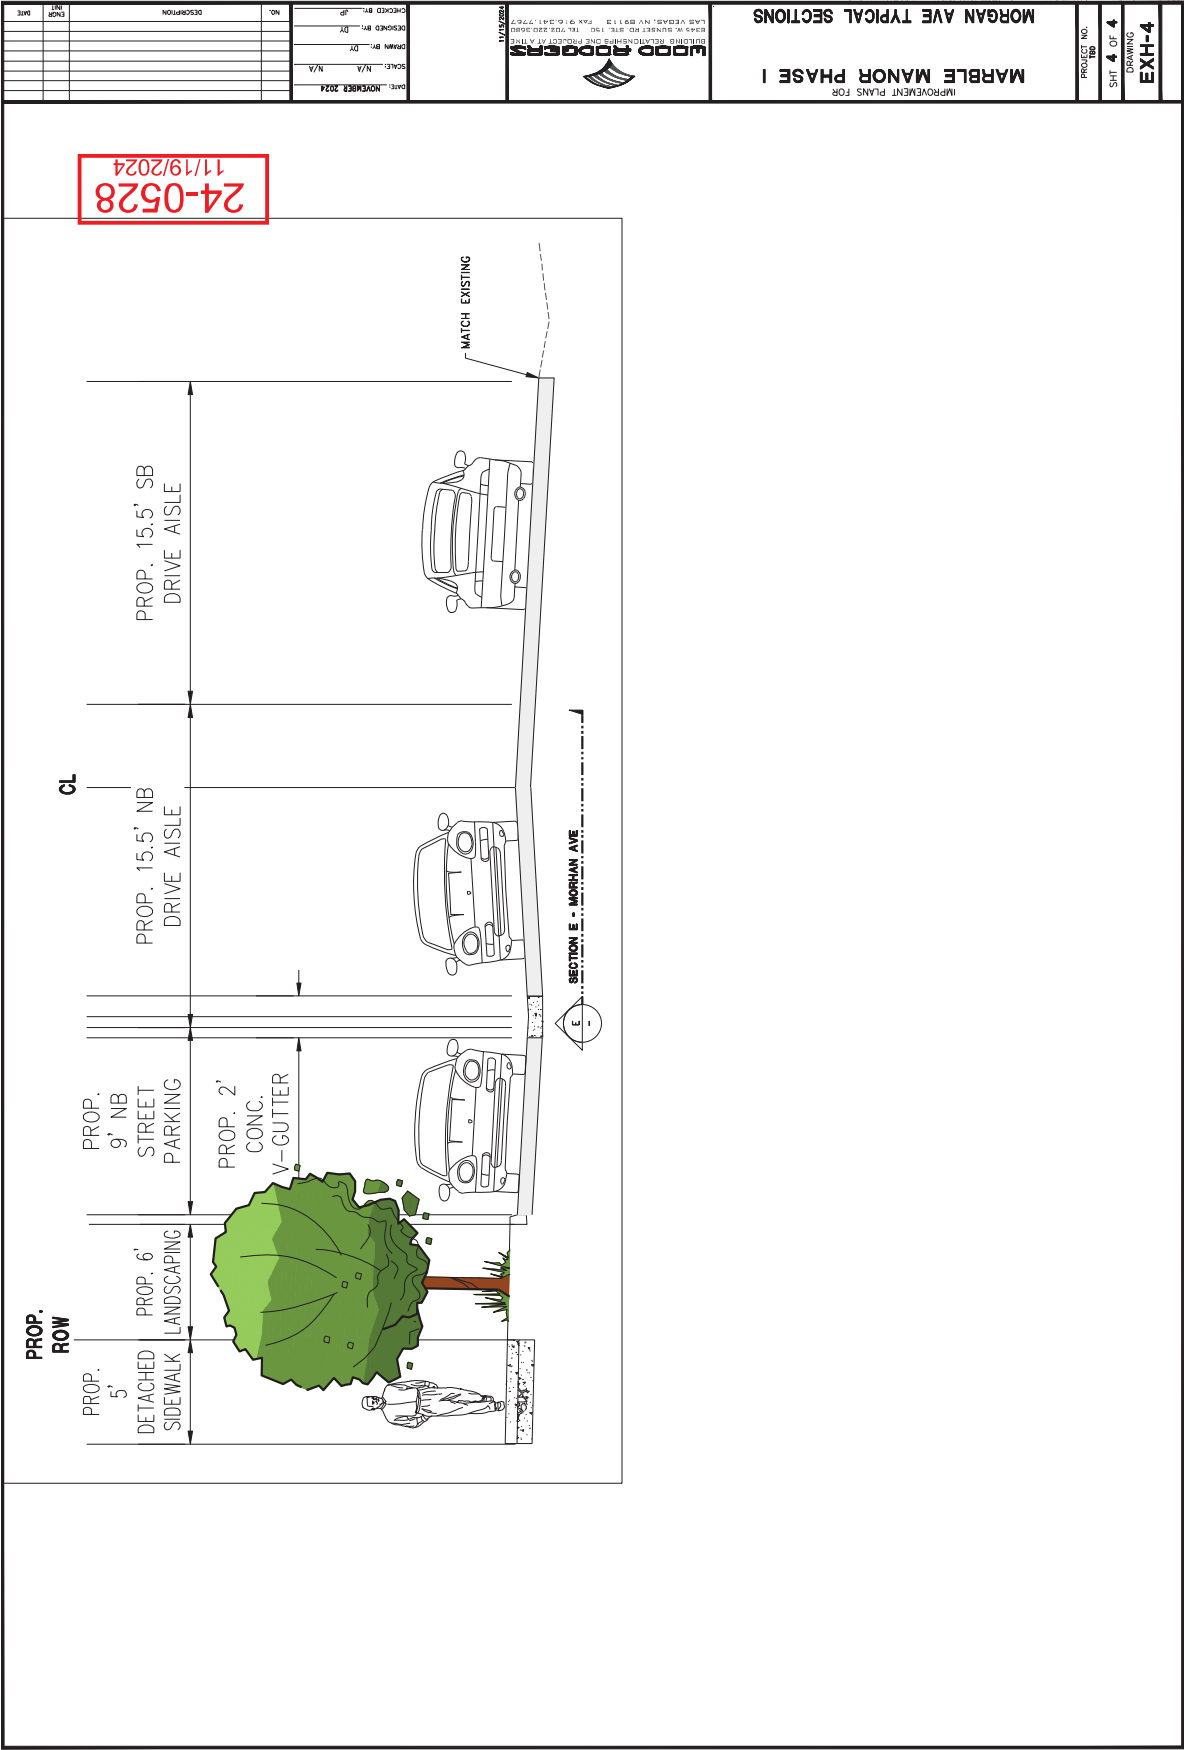 DATE
ENGR
INIT
DESCRIPTION
NO.
CHECKED BY: JP
DESIGNED BY: DY
DRAWN BY: DY
SCALE: N/A N/A
DATE: NOVEMBER 2024
11/15/2024
WOOD RODGERS
BUILDING RELATIONSHIPS ONE PROJECT AT A TIME
8345 W. SUNSET RD. STE. 150 TEL 702.220.3680
LAS VEGAS, NV 89113 FAX 916.341.7767
IMPROVEMENT PLANS FOR
MARBLE MANOR PHASE I
MORGAN AVE TYPICAL SECTIONS
PROJECT NO.
TBD
SHT 4 OF 4
DRAWING
EXH-4
24-0528
11/19/2024
MATCH EXISTING
PROP. 15.5' SB
DRIVE AISLE
CL
PROP. 15.5' NB
DRIVE AISLE
PROP.
9' NB
STREET
PARKING
PROP. 2'
CONC.
V-GUTTER
PROP. 6'
LANDSCAPING
PROP.
ROW
PROP.
5'
DETACHED
SIDEWALK
SECTION E - MORHAN AVE
E
-